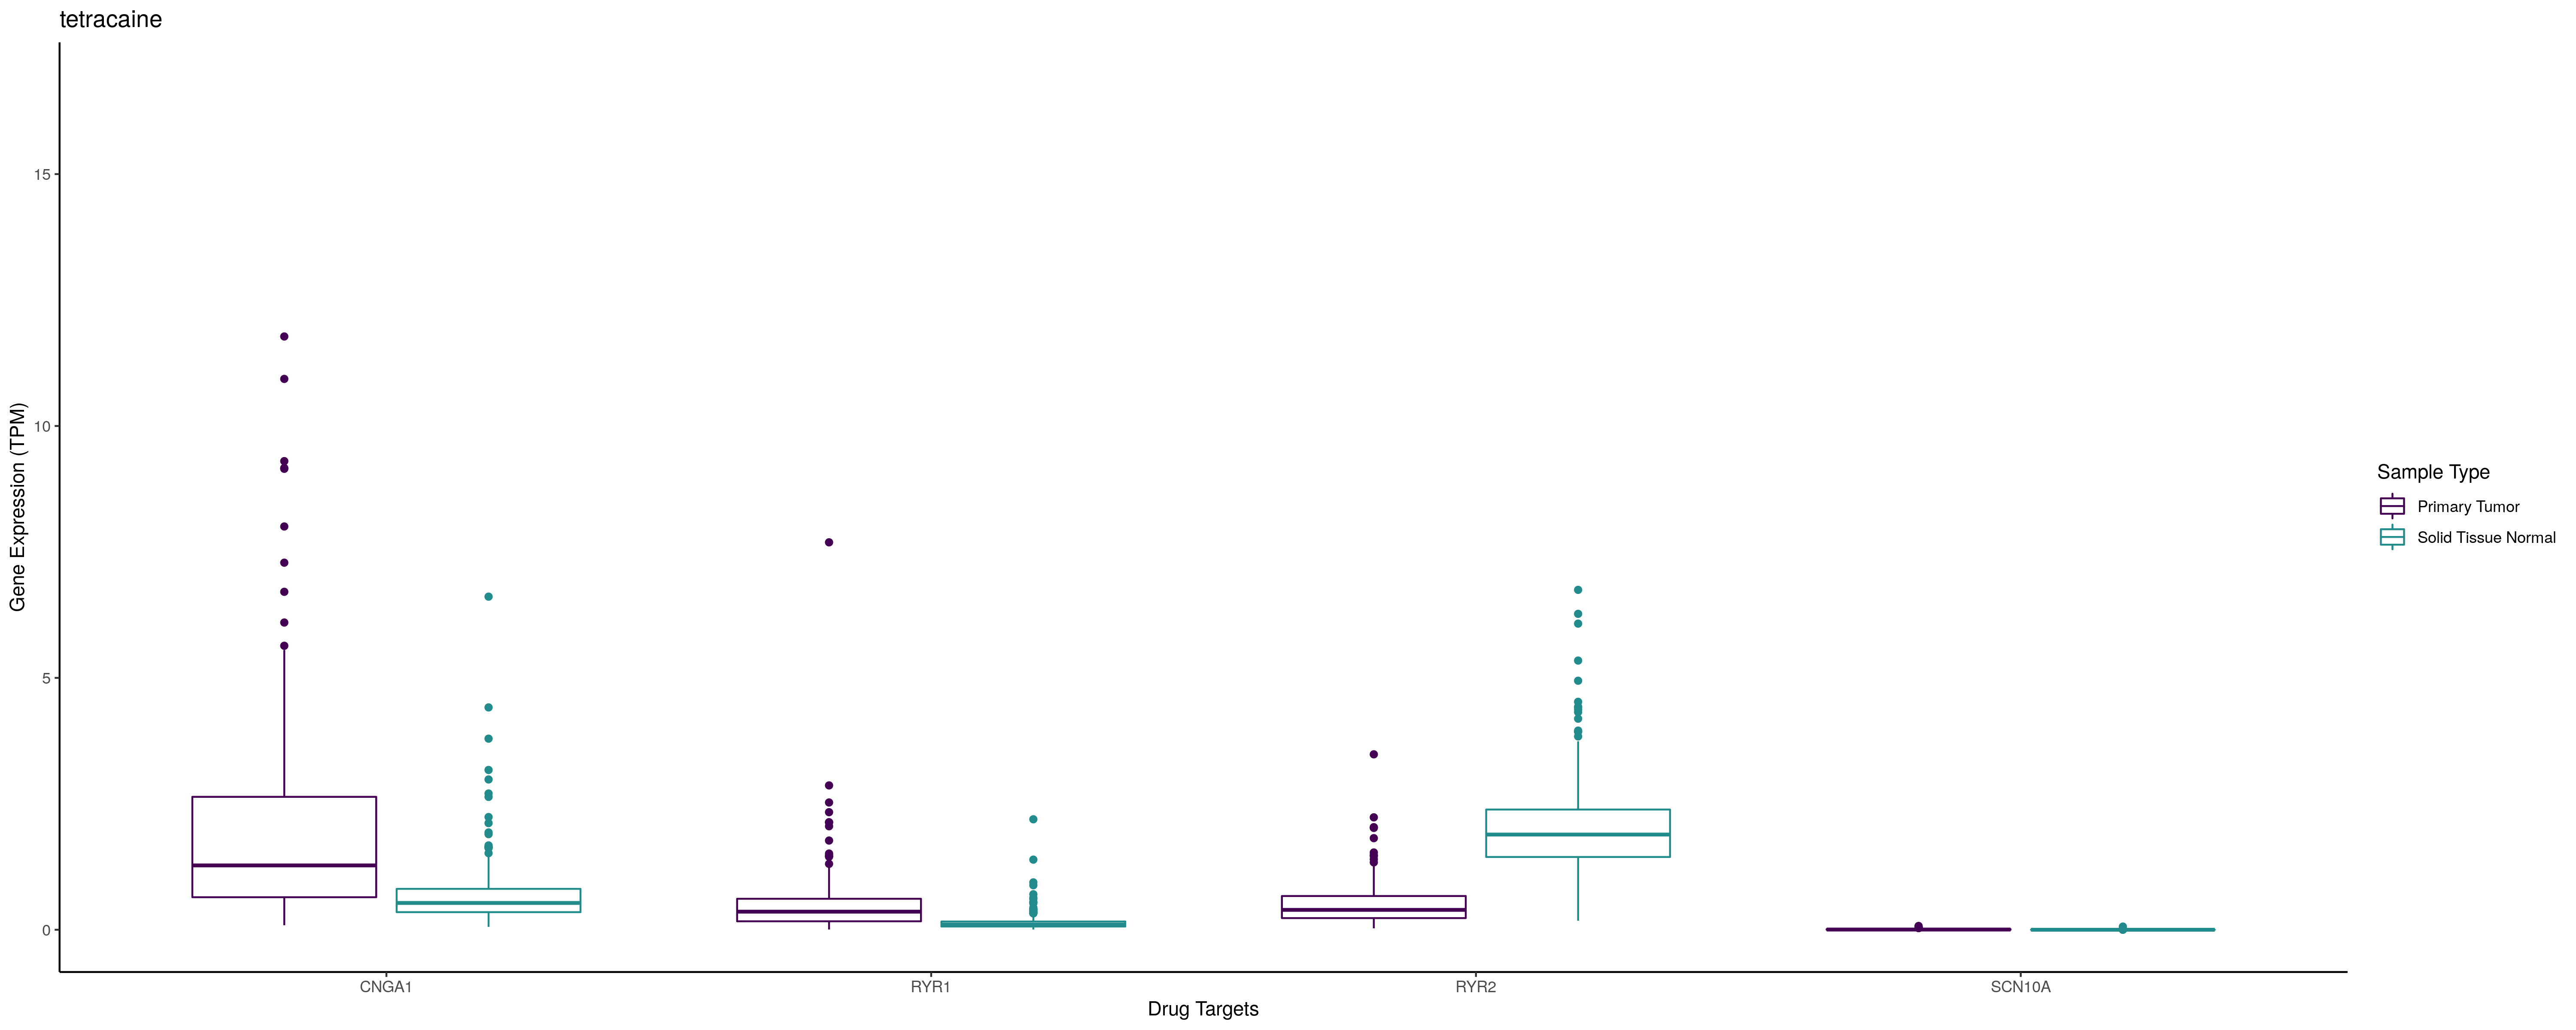 tetracaine
Gene Expression (TPM)
15
10
5
0
CNGA1
RYR1
RYR2
SCN10A
Drug Targets
Sample Type
Primary Tumor
Solid Tissue Normal